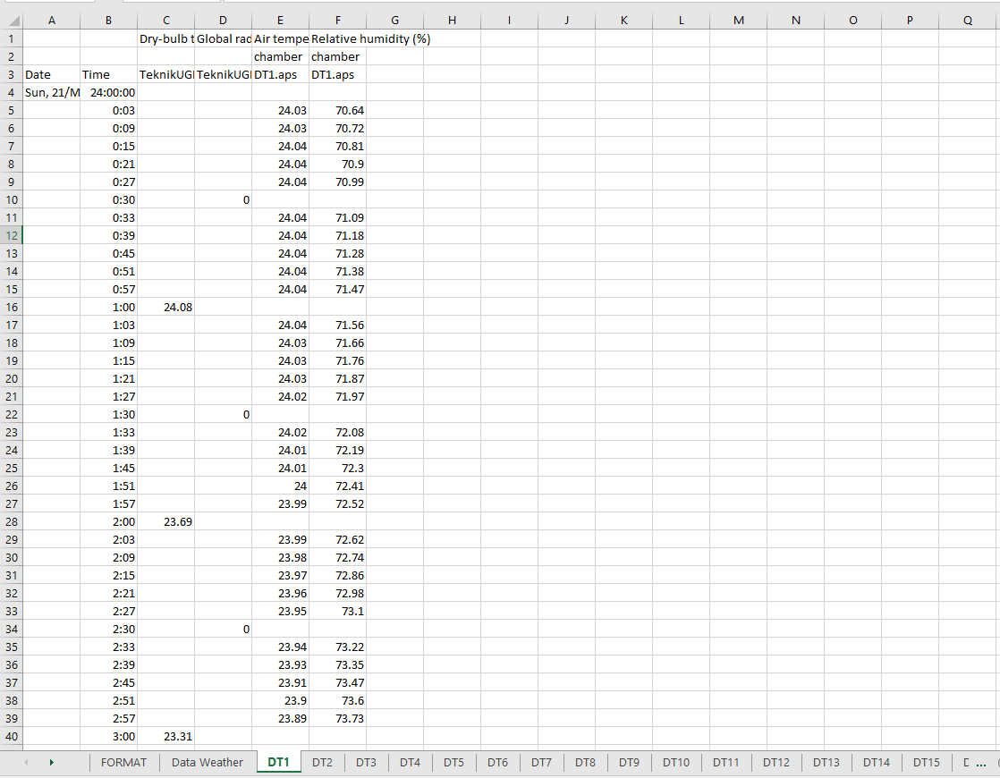 A B C D E F G H I J K L M N O P Q
1 Dry-bulb t Global rad Air tempe Relative humidity (%)
2 chamber chamber
3 Date Time TeknikUGI TeknikUGI DT1.aps DT1.aps
4 Sun, 21/M 24:00:00
5 0:03 24.03 70.64
6 0:09 24.03 70.72
7 0:15 24.04 70.81
8 0:21 24.04 70.9
9 0:27 24.04 70.99
10 0:30 0
11 0:33 24.04 71.09
12 0:39 24.04 71.18
13 0:45 24.04 71.28
14 0:51 24.04 71.38
15 0:57 24.04 71.47
16 1:00 24.08
17 1:03 24.04 71.56
18 1:09 24.03 71.66
19 1:15 24.03 71.76
20 1:21 24.03 71.87
21 1:27 24.02 71.97
22 1:30 0
23 1:33 24.02 72.08
24 1:39 24.01 72.19
25 1:45 24.01 72.3
26 1:51 24 72.41
27 1:57 23.99 72.52
28 2:00 23.69
29 2:03 23.99 72.62
30 2:09 23.98 72.74
31 2:15 23.97 72.86
32 2:21 23.96 72.98
33 2:27 23.95 73.1
34 2:30 0
35 2:33 23.94 73.22
36 2:39 23.93 73.35
37 2:45 23.91 73.47
38 2:51 23.9 73.6
39 2:57 23.89 73.73
40 3:00 23.31
FORMAT Data Weather DT1 DT2 DT3 DT4 DT5 DT6 DT7 DT8 DT9 DT10 DT11 DT12 DT13 DT14 DT15 ...